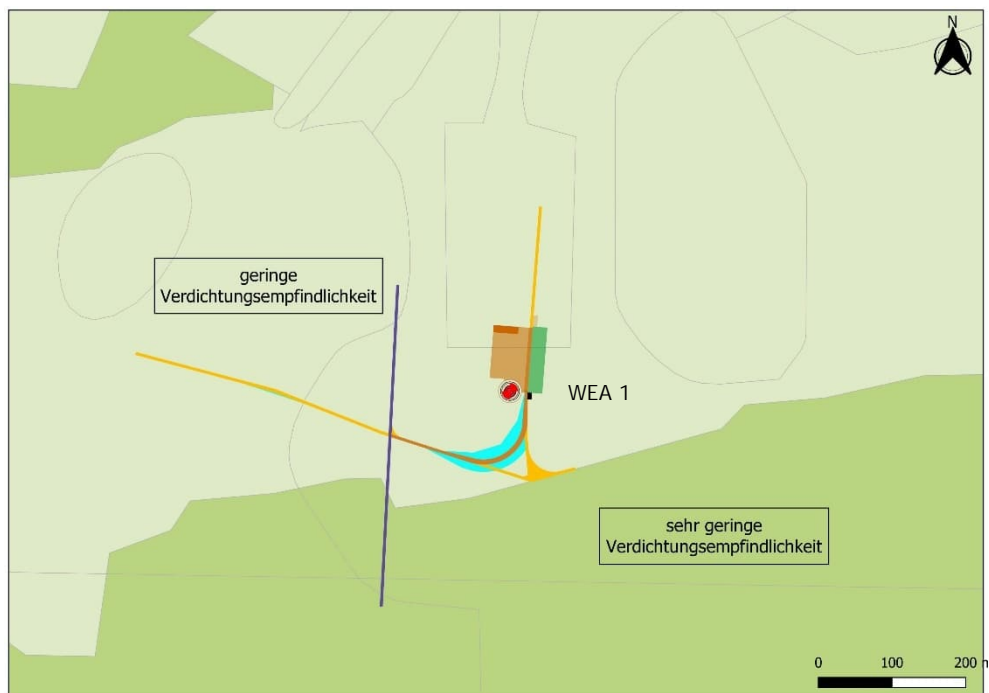 N
geringe
Verdichtungsempfindlichkeit
WEA 1
sehr geringe
Verdichtungsempfindlichkeit
0 100 200 m